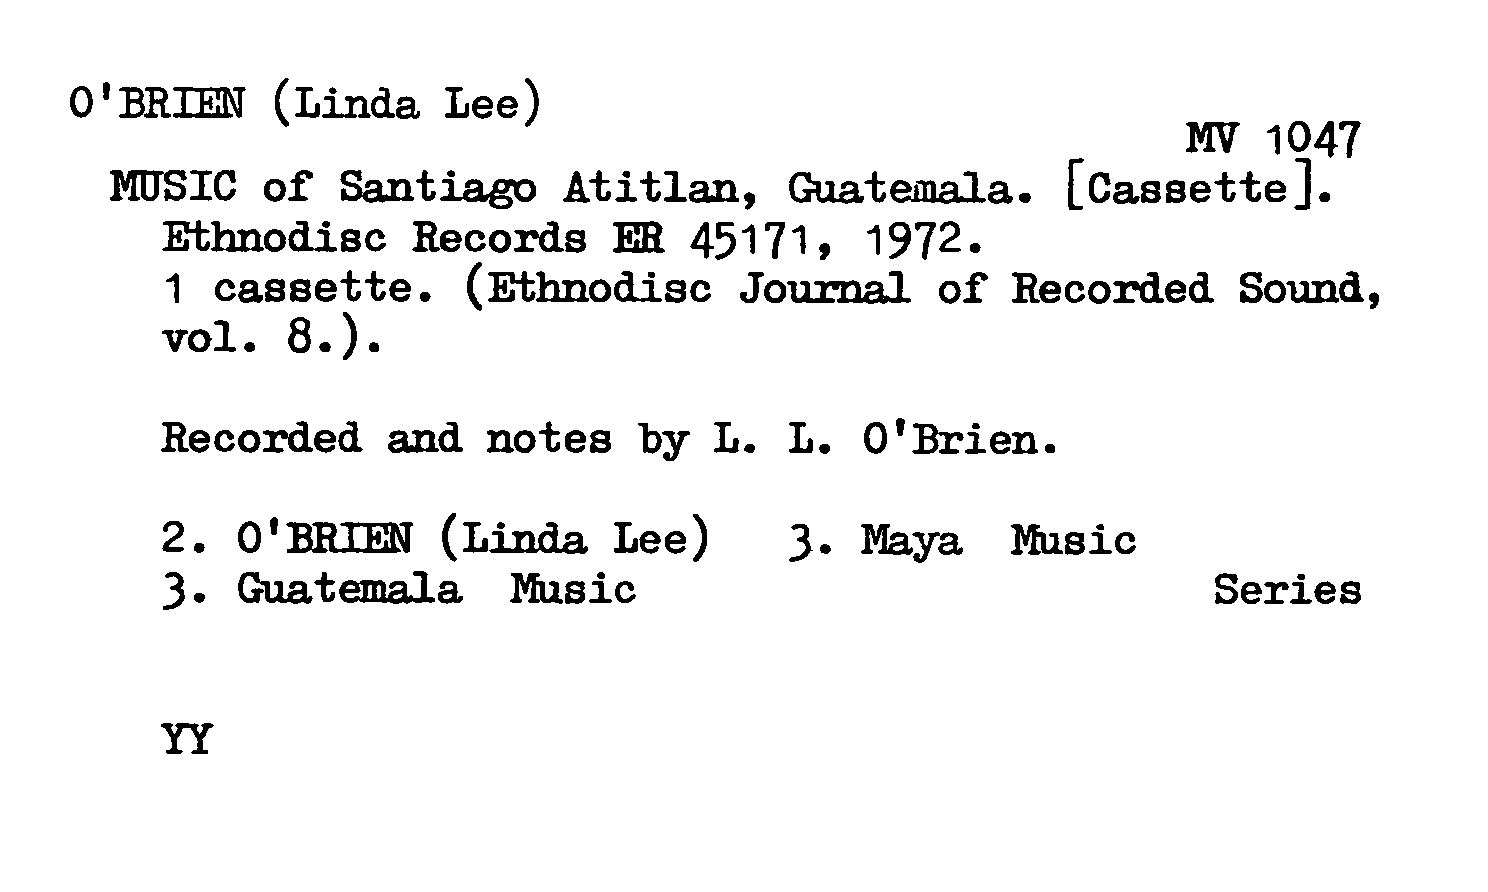 O'BRIEN (Linda Lee)
MV 1047
MUSIC of Santiago Atitlan, Guatemala. [Cassette].
Ethnodisc Records ER 45171, 1972.
1 cassette. (Ethnodisc Journal of Recorded Sound,
vol. 8.).
Recorded and notes by L. L. O'Brien.
2. O'BRIEN (Linda Lee) 3. Maya Music
3. Guatemala Music Series
YY